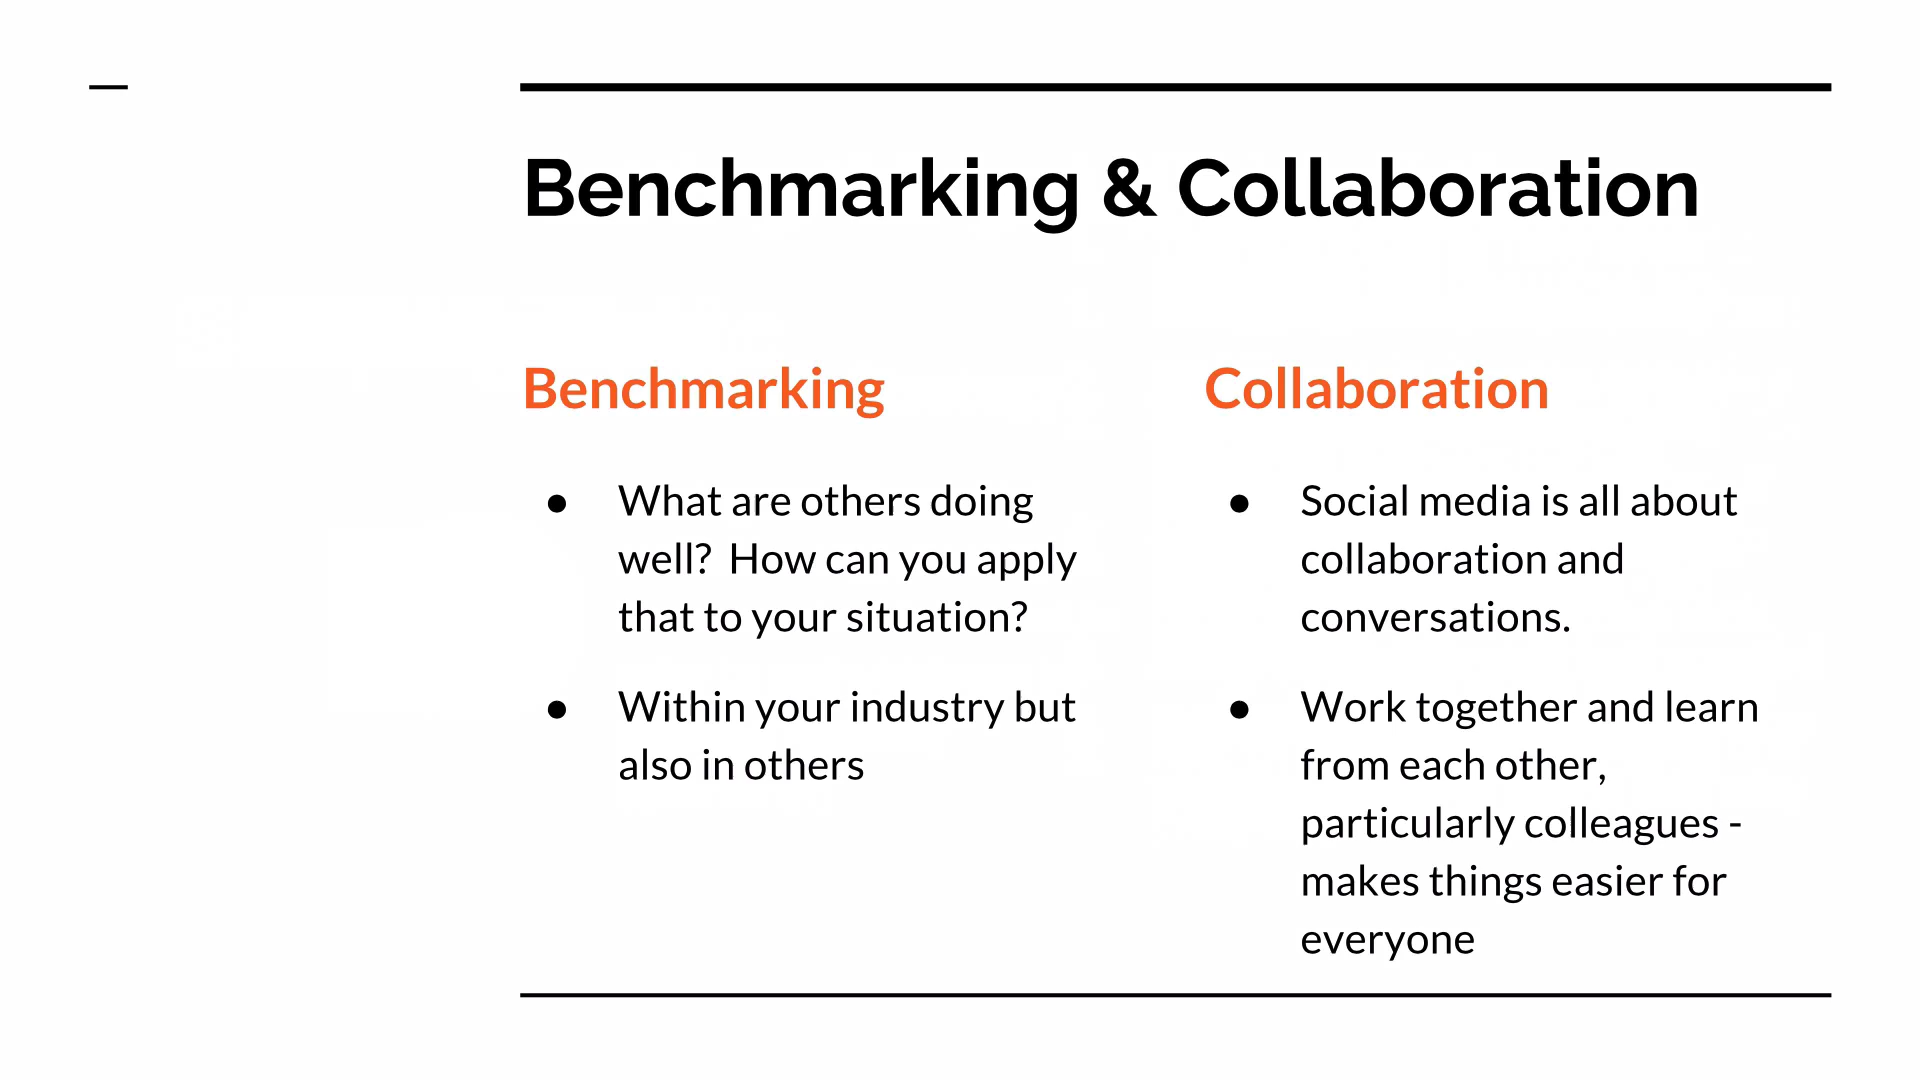 Benchmarking & Collaboration
Benchmarking
● What are others doing
well?  How can you apply
that to your situation?
● Within your industry but
also in others
Collaboration
● Social media is all about
collaboration and
conversations.
● Work together and learn
from each other,
particularly colleagues -
makes things easier for
everyone